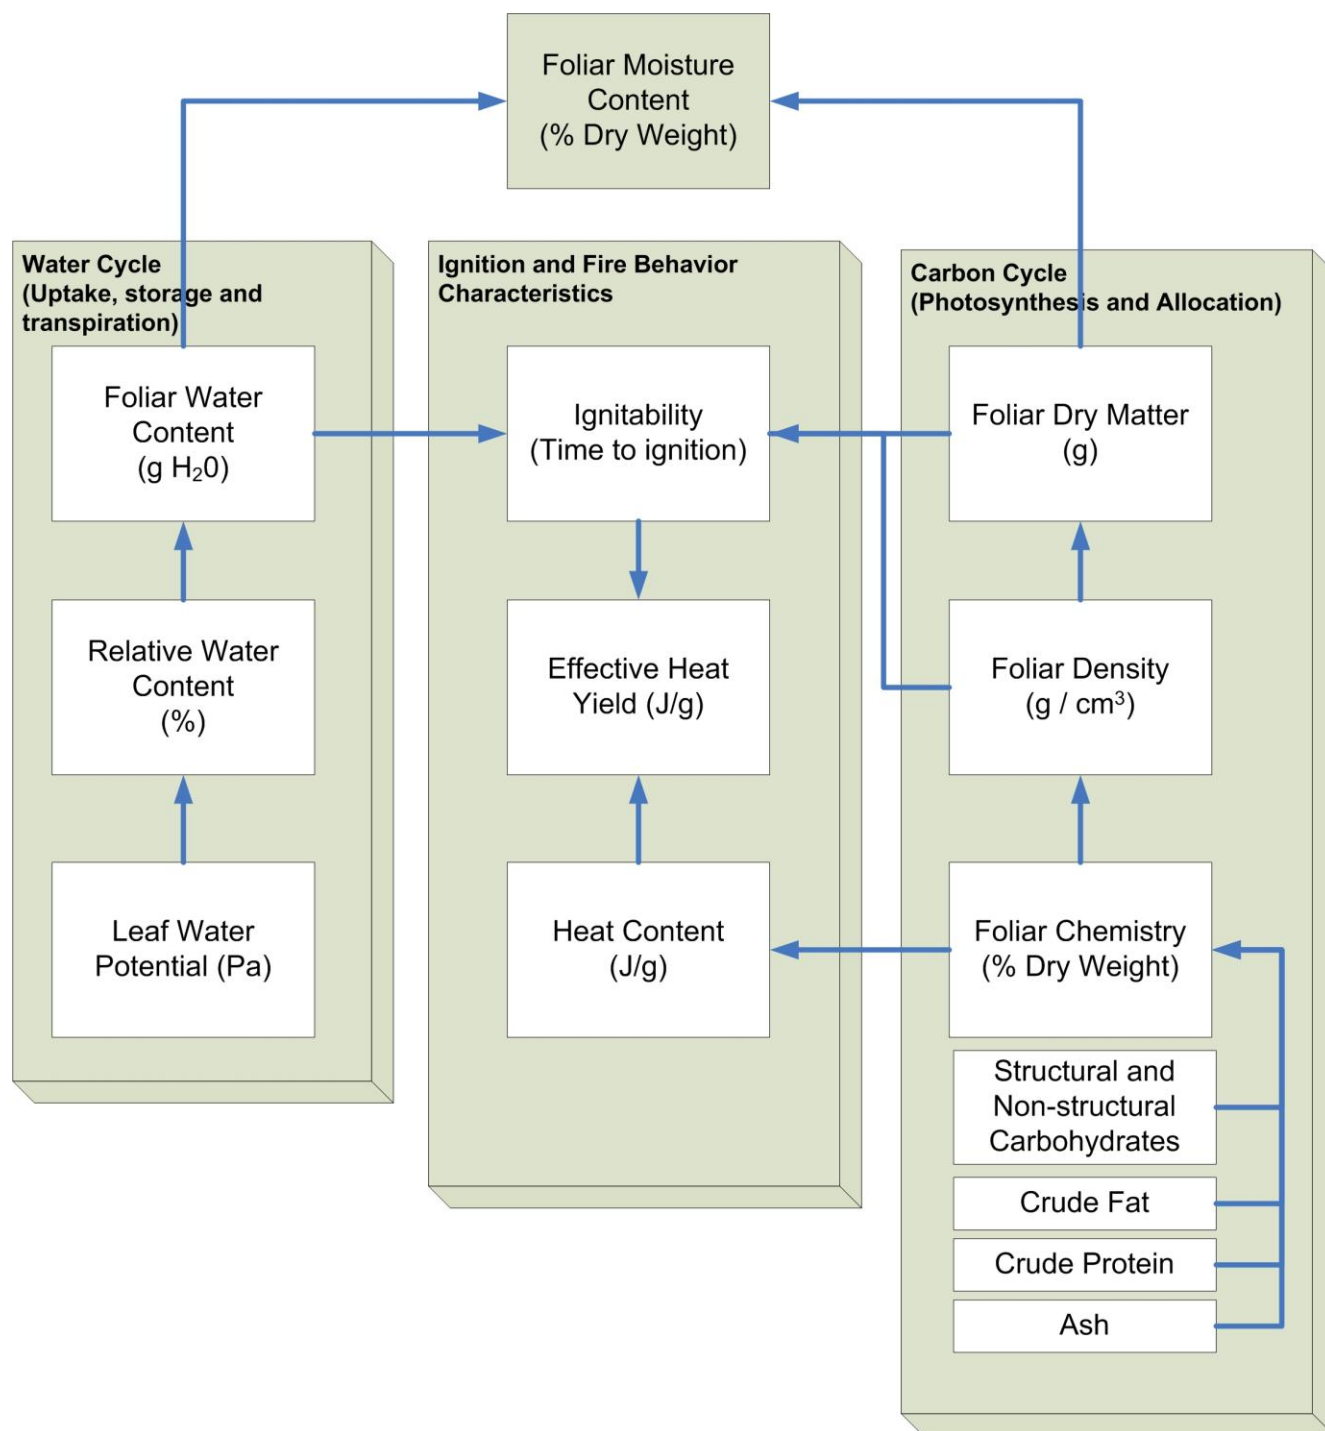 Foliar Moisture
Content
(% Dry Weight)
Water Cycle
(Uptake, storage and
transpiration)
Foliar Water
Content
(g H₂0)
Relative Water
Content
(%)
Leaf Water
Potential (Pa)
Ignition and Fire Behavior
Characteristics
Ignitability
(Time to ignition)
Effective Heat
Yield (J/g)
Heat Content
(J/g)
Carbon Cycle
(Photosynthesis and Allocation)
Foliar Dry Matter
(g)
Foliar Density
(g / cm³)
Foliar Chemistry
(% Dry Weight)
Structural and
Non-structural
Carbohydrates
Crude Fat
Crude Protein
Ash